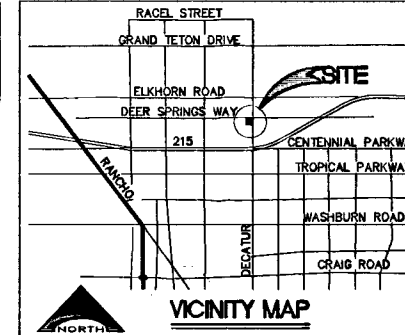 RACEL STREET
GRAND TETON DRIVE
SITE
ELKHORN ROAD
DEER SPRINGS WAY
215
CENTENNIAL PARKWA
RANCHO
TROPICAL PARKWA
WASHBURN ROAD
DECATUR
CRAIG ROAD
NORTH
VICINITY MAP